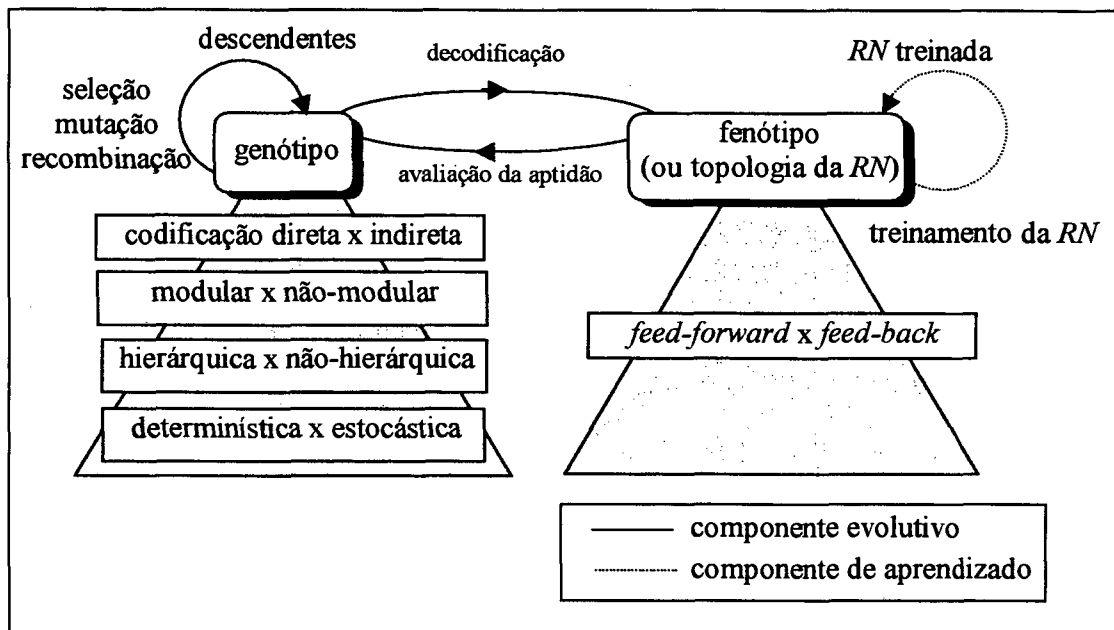 descendentes
seleção
mutação
recombinação
genótipo
decodificação
avaliação da aptidão
RN treinada
fenótipo
(ou topologia da RN)
treinamento da RN
codificação direta x indireta
modular x não-modular
hierárquica x não-hierárquica
determinística x estocástica
feed-forward x feed-back
componente evolutivo
componente de aprendizado